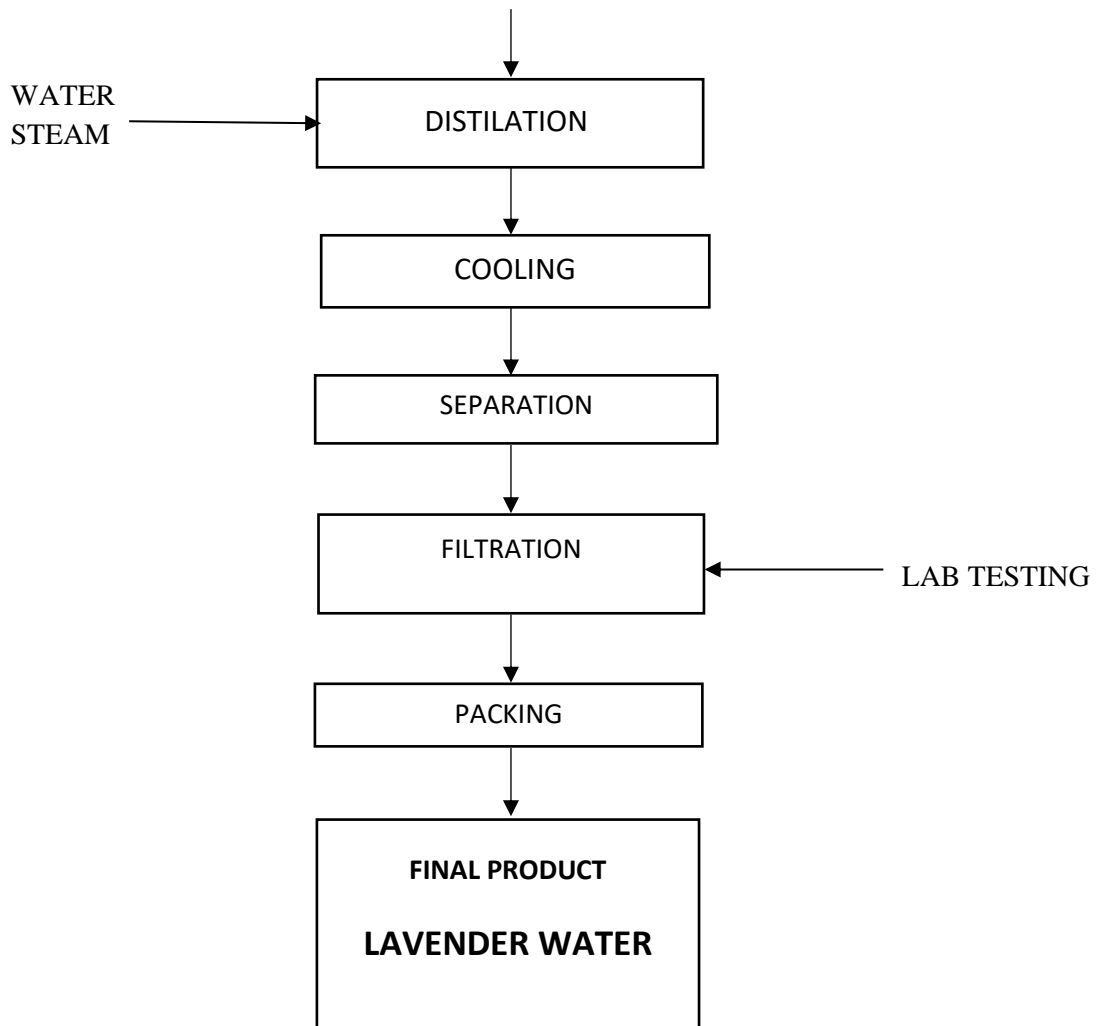 WATER
STEAM
DISTILATION
COOLING
SEPARATION
FILTRATION
LAB TESTING
PACKING
FINAL PRODUCT
LAVENDER WATER